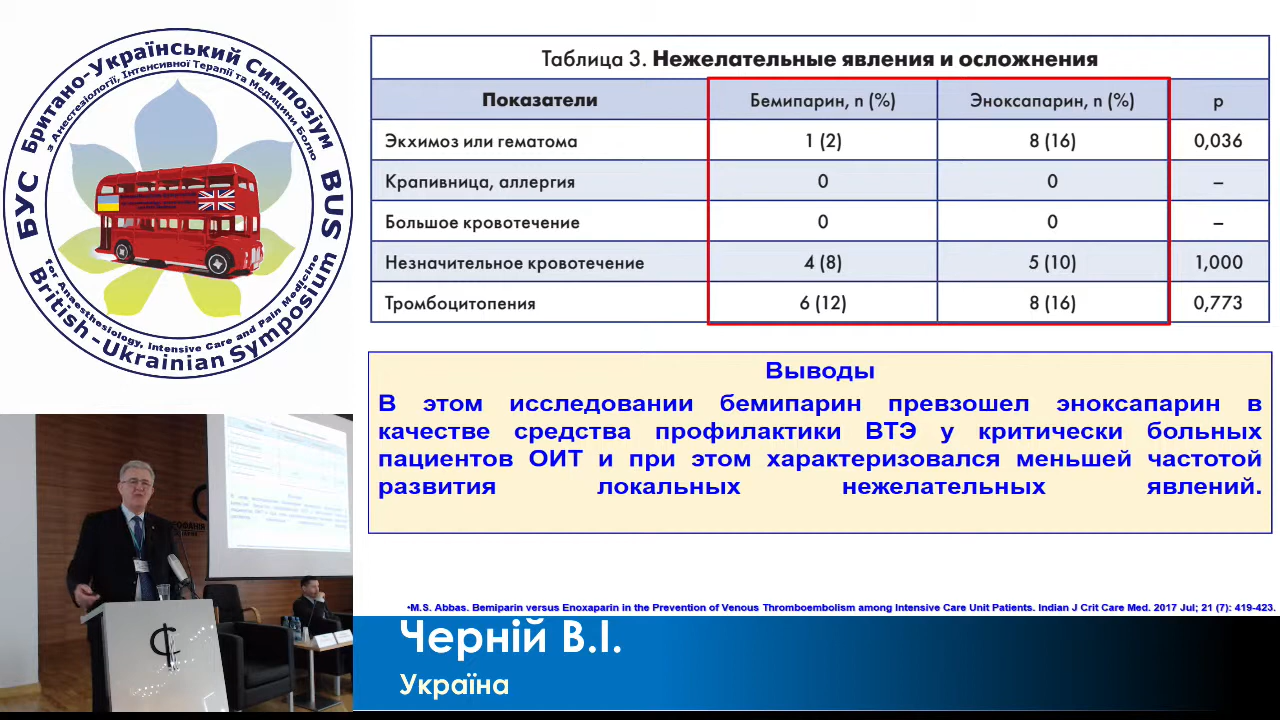 Британо-Український Симпозіум
з Анестезіології, Інтенсивної Терапії та Медицини Болю
БУС
BUS
for Anaesthesiology, Intensive Care and Pain Medicine
British-Ukrainian Symposium
Таблица 3. Нежелательные явления и осложнения
Показатели Бемипарин, n (%) Эноксапарин, n (%) p
Экхимоз или гематома 1 (2) 8 (16) 0,036
Крапивница, аллергия 0 0 –
Большое кровотечение 0 0 –
Незначительное кровотечение 4 (8) 5 (10) 1,000
Тромбоцитопения 6 (12) 8 (16) 0,773
Выводы
В этом исследовании бемипарин превзошел эноксапарин в
качестве средства профилактики ВТЭ у критически больных
пациентов ОИТ и при этом характеризовался меньшей частотой
развития локальных нежелательных явлений.
•M.S. Abbas. Bemiparin versus Enoxaparin in the Prevention of Venous Thromboembolism among Intensive Care Unit Patients. Indian J Crit Care Med. 2017 Jul; 21 (7): 419-423.
Черній В.І.
Україна